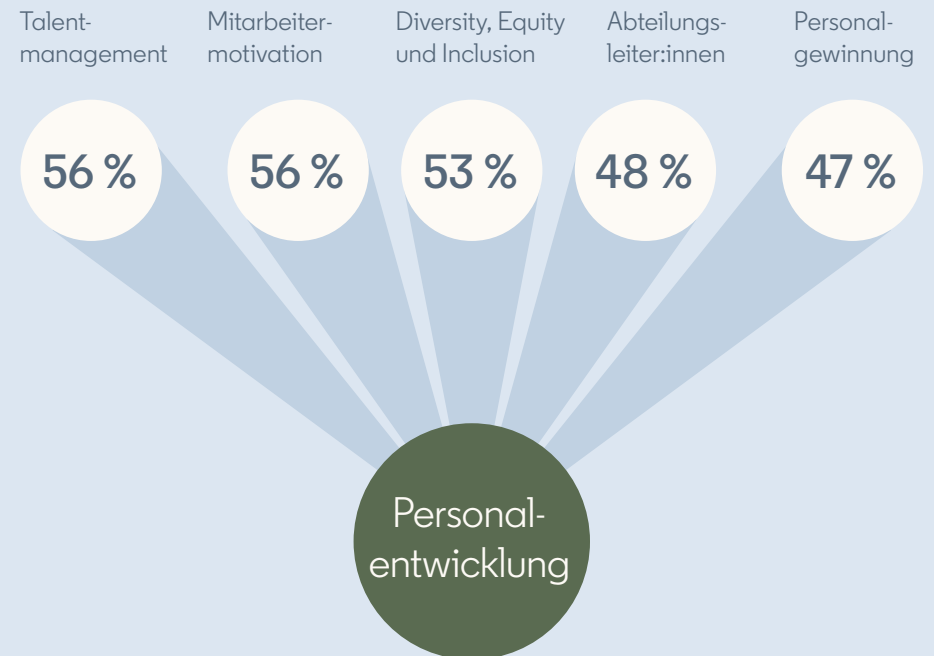 Talent-
management
Mitarbeiter-
motivation
Diversity, Equity
und Inclusion
Abteilungs-
leiter:innen
Personal-
gewinnung
56 %
56 %
53 %
48 %
47 %
Personal-
entwicklung